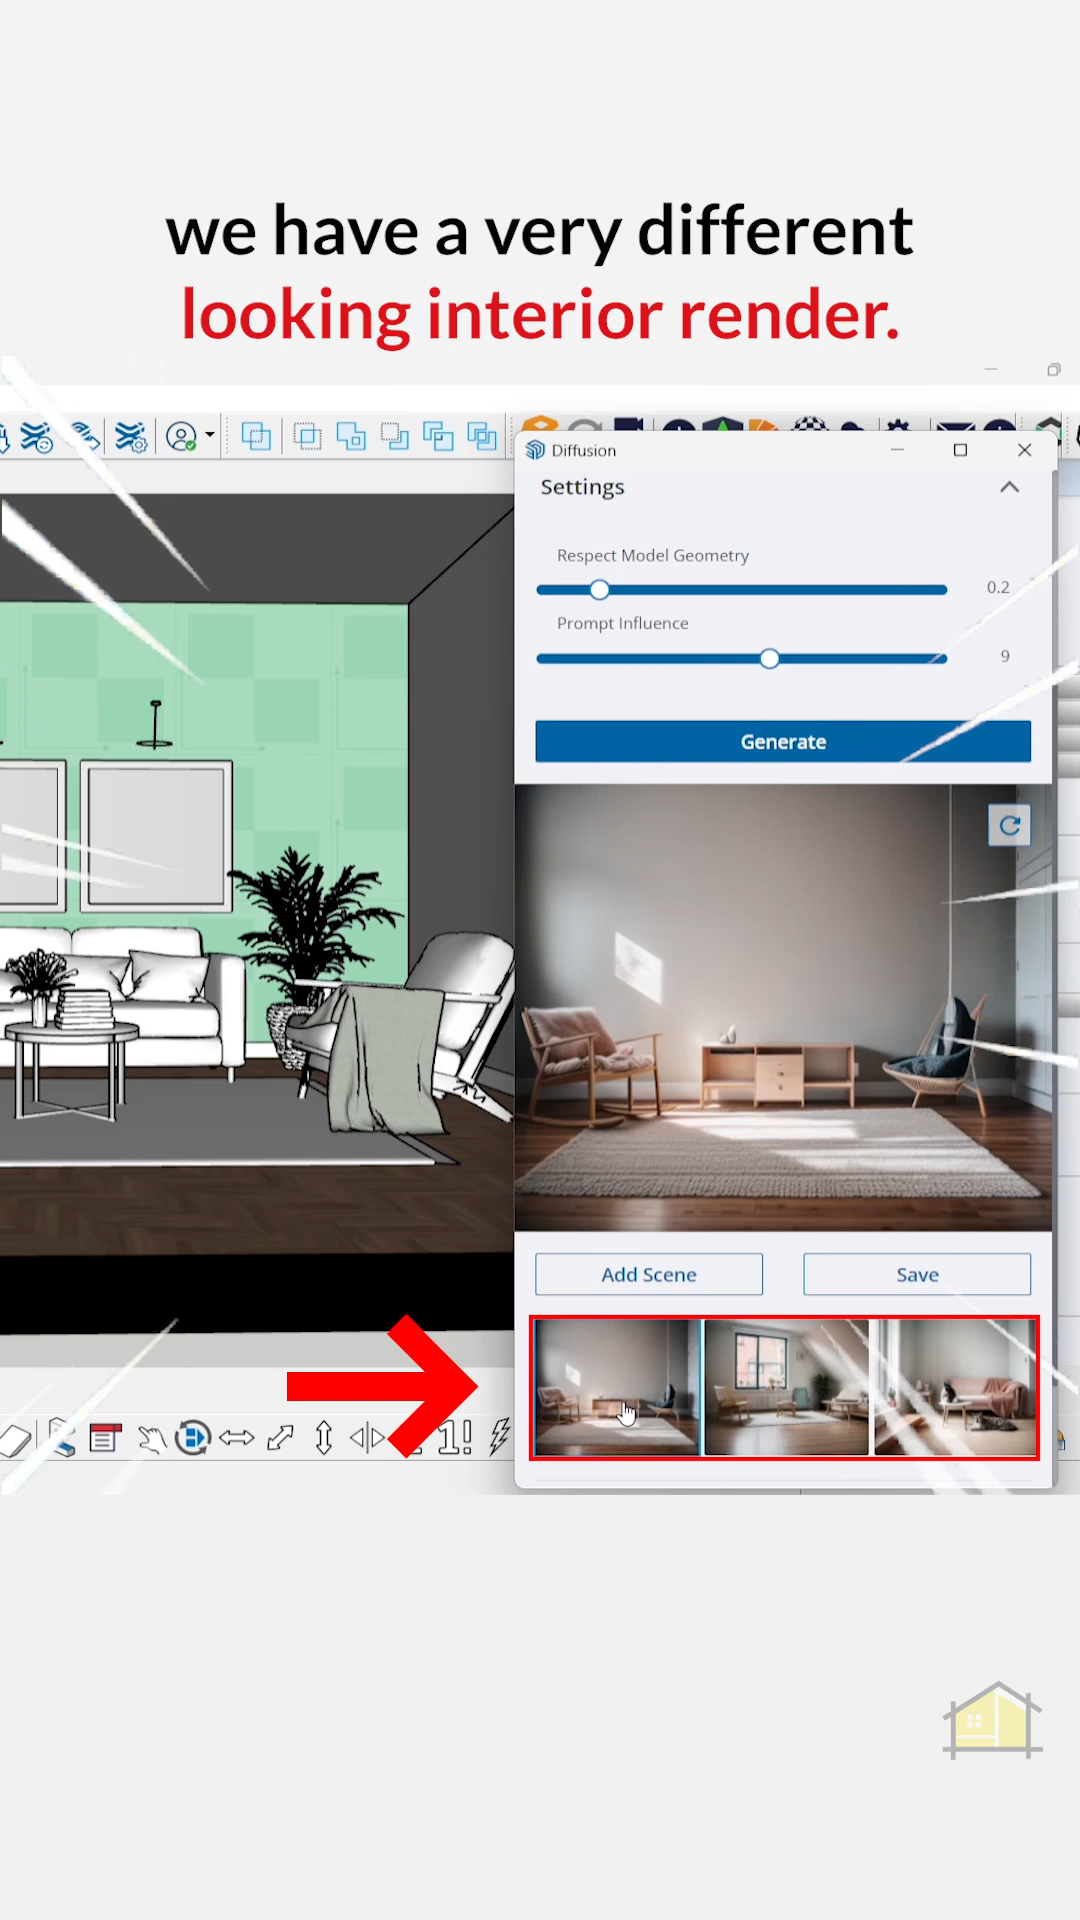 we have a very different
looking interior render.
Diffusion
Settings
Respect Model Geometry
0.2
Prompt Influence
9
Generate
Add Scene
Save
1!